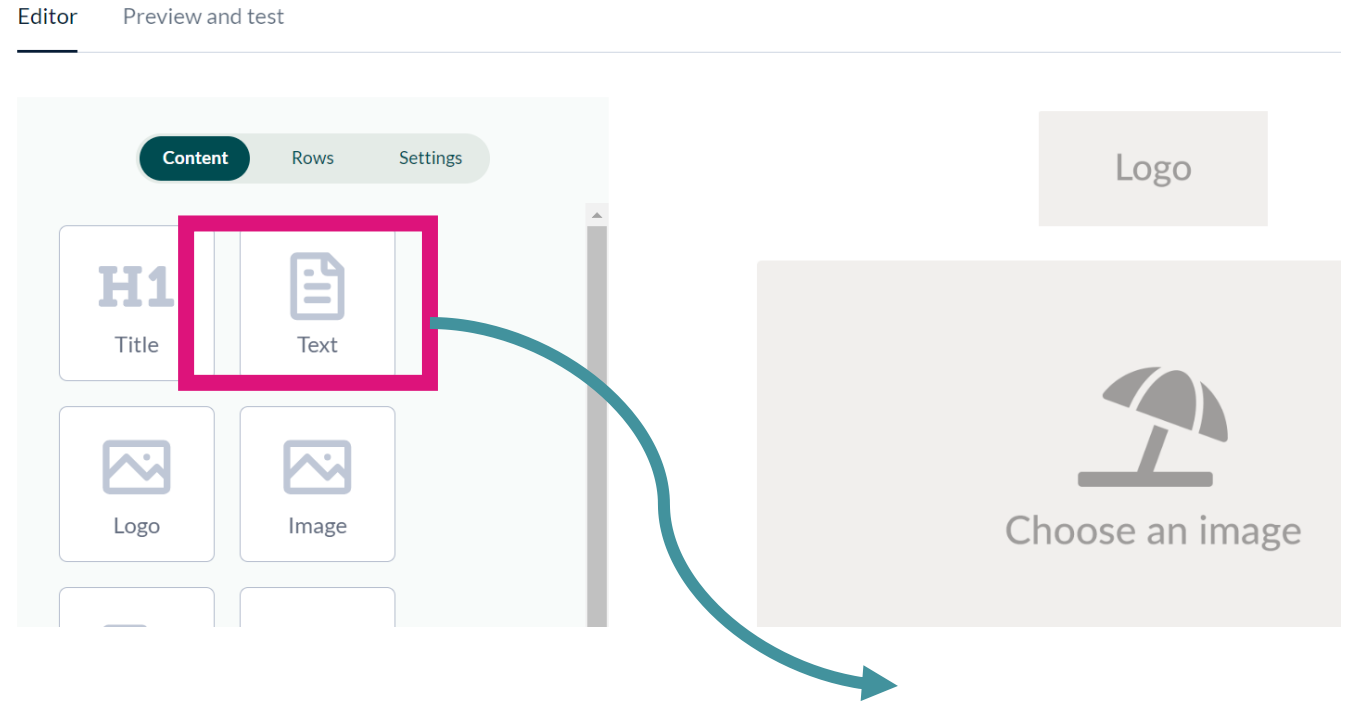 Editor Preview and test
Content Rows Settings
H1
Title Text
Logo Image
Logo
Choose an image